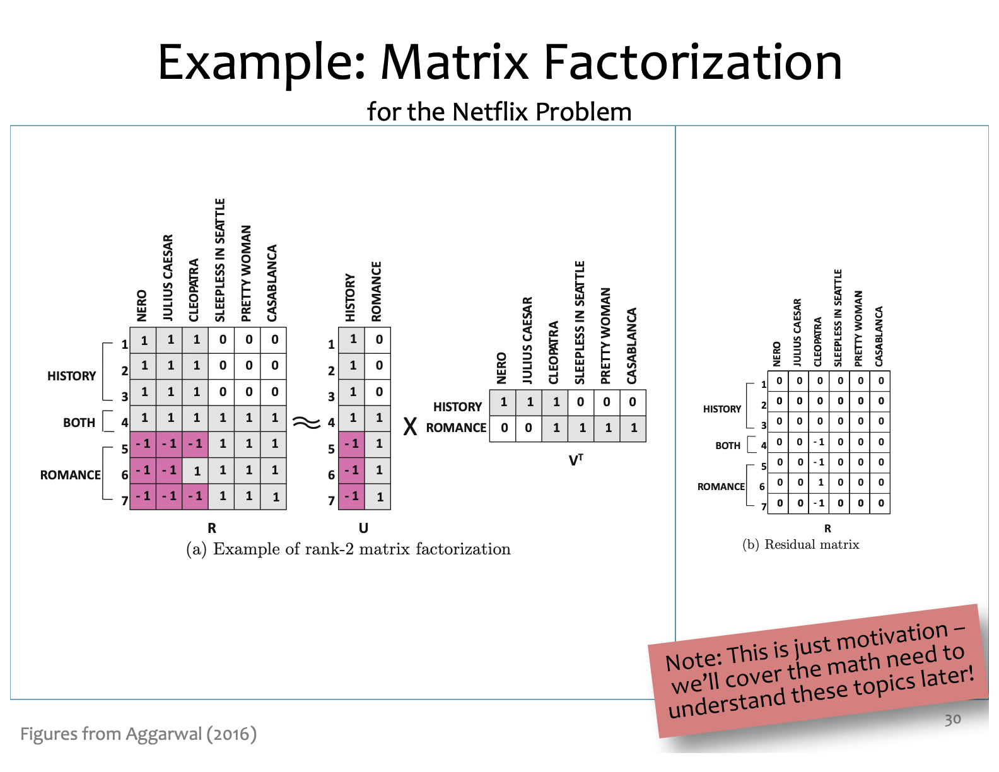 Example: Matrix Factorization
for the Netflix Problem
NERO
JULIUS CAESAR
CLEOPATRA
SLEEPLESS IN SEATTLE
PRETTY WOMAN
CASABLANCA
HISTORY
BOTH
ROMANCE
1 1 1 1 0 0 0
2 1 1 1 0 0 0
3 1 1 1 0 0 0
4 1 1 1 1 1 1
5 -1 -1 -1 1 1 1
6 -1 -1 1 1 1 1
7 -1 -1 -1 1 1 1
R
≈
HISTORY
ROMANCE
1 1 0
2 1 0
3 1 0
4 1 1
5 -1 1
6 -1 1
7 -1 1
U
X
NERO
JULIUS CAESAR
CLEOPATRA
SLEEPLESS IN SEATTLE
PRETTY WOMAN
CASABLANCA
HISTORY 1 1 1 0 0 0
ROMANCE 0 0 1 1 1 1
Vᵀ
(a) Example of rank-2 matrix factorization
NERO
JULIUS CAESAR
CLEOPATRA
SLEEPLESS IN SEATTLE
PRETTY WOMAN
CASABLANCA
HISTORY
BOTH
ROMANCE
1 0 0 0 0 0 0
2 0 0 0 0 0 0
3 0 0 0 0 0 0
4 0 0 -1 0 0 0
5 0 0 -1 0 0 0
6 0 0 1 0 0 0
7 0 0 -1 0 0 0
R
(b) Residual matrix
Note: This is just motivation –
we'll cover the math need to
understand these topics later!
Figures from Aggarwal (2016)
30